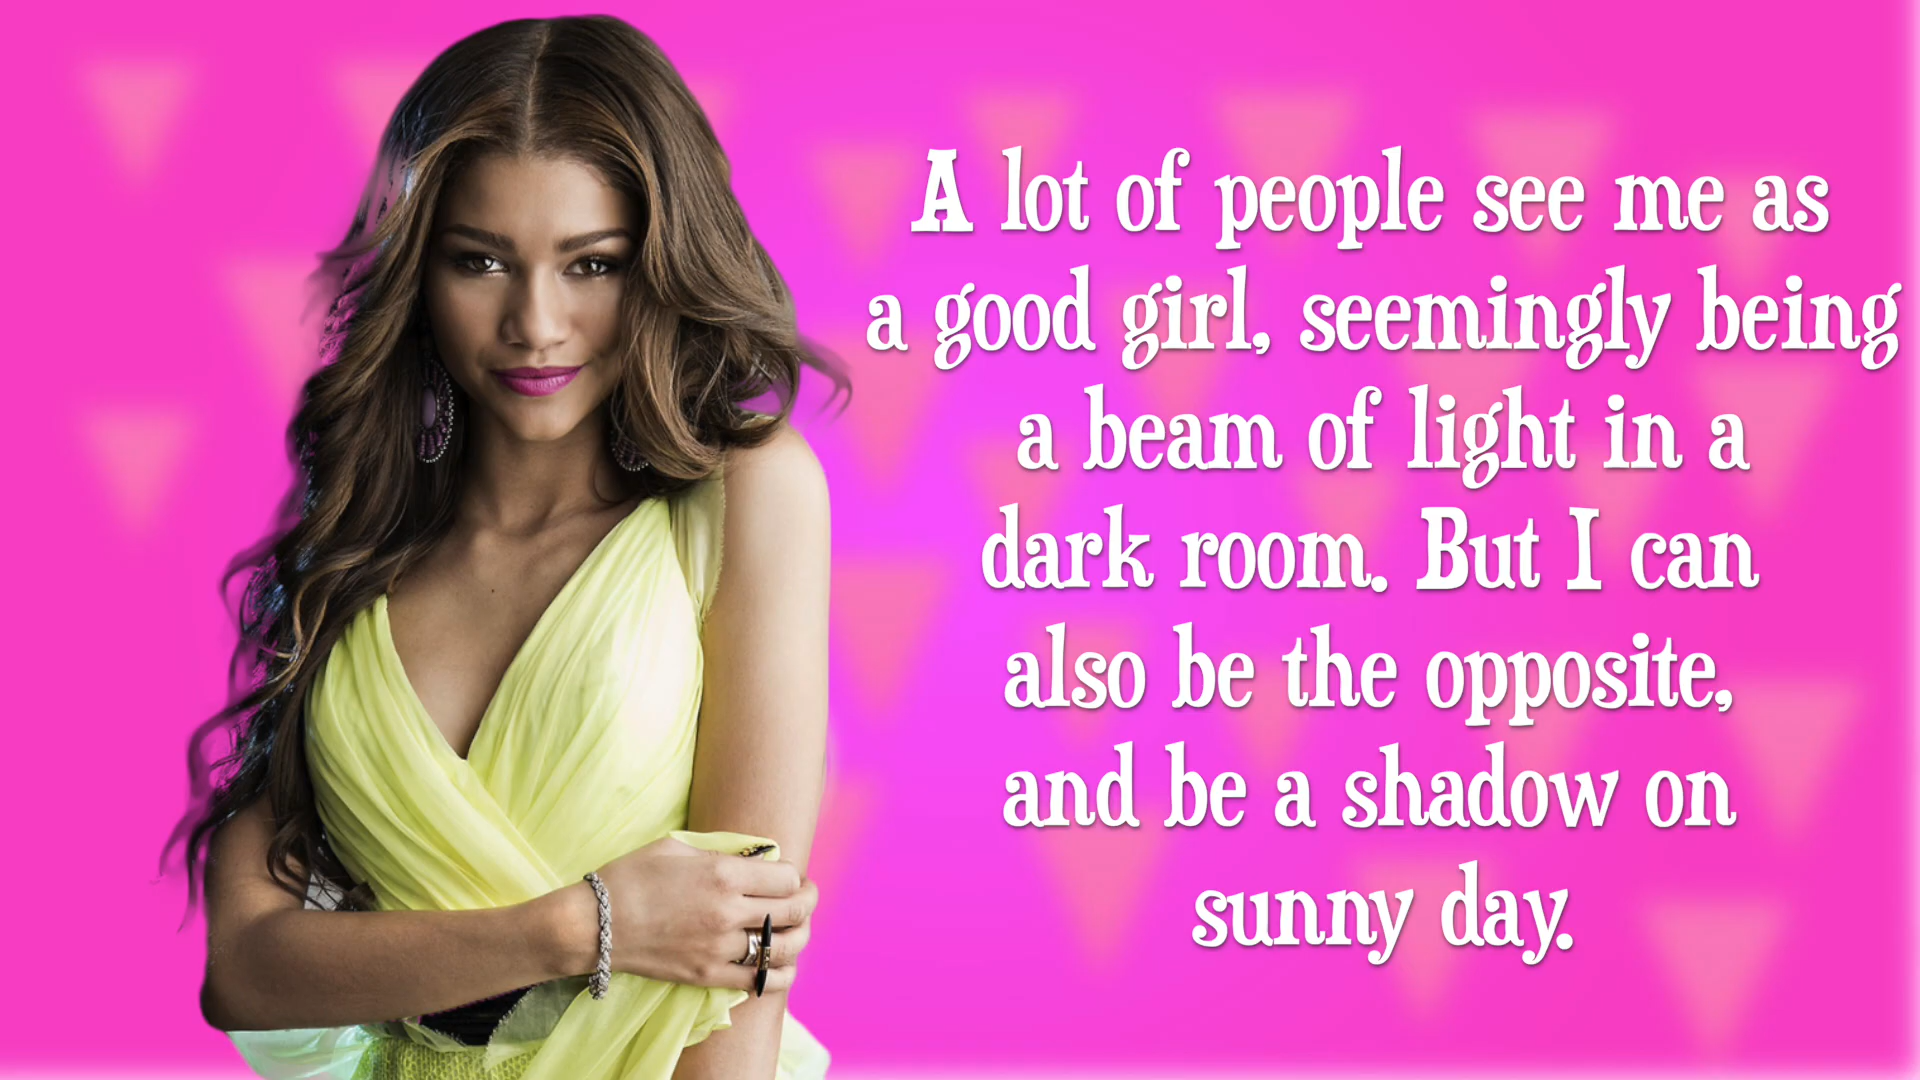 A lot of people see me as
a good girl, seemingly being
a beam of light in a
dark room. But I can
also be the opposite,
and be a shadow on
sunny day.